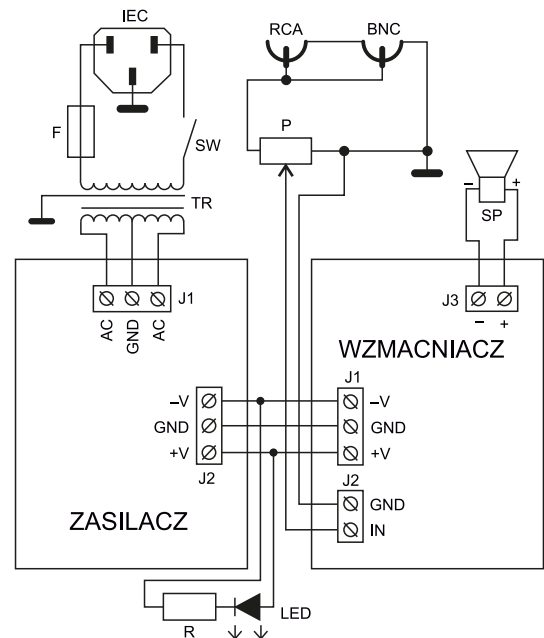 IEC
RCA
BNC
F
SW
P
TR
–
+
SP
J1
AC
GND
AC
J3
–
+
WZMACNIACZ
J1
–V
–V
GND
GND
+V
+V
J2
J2
GND
IN
ZASILACZ
LED
R